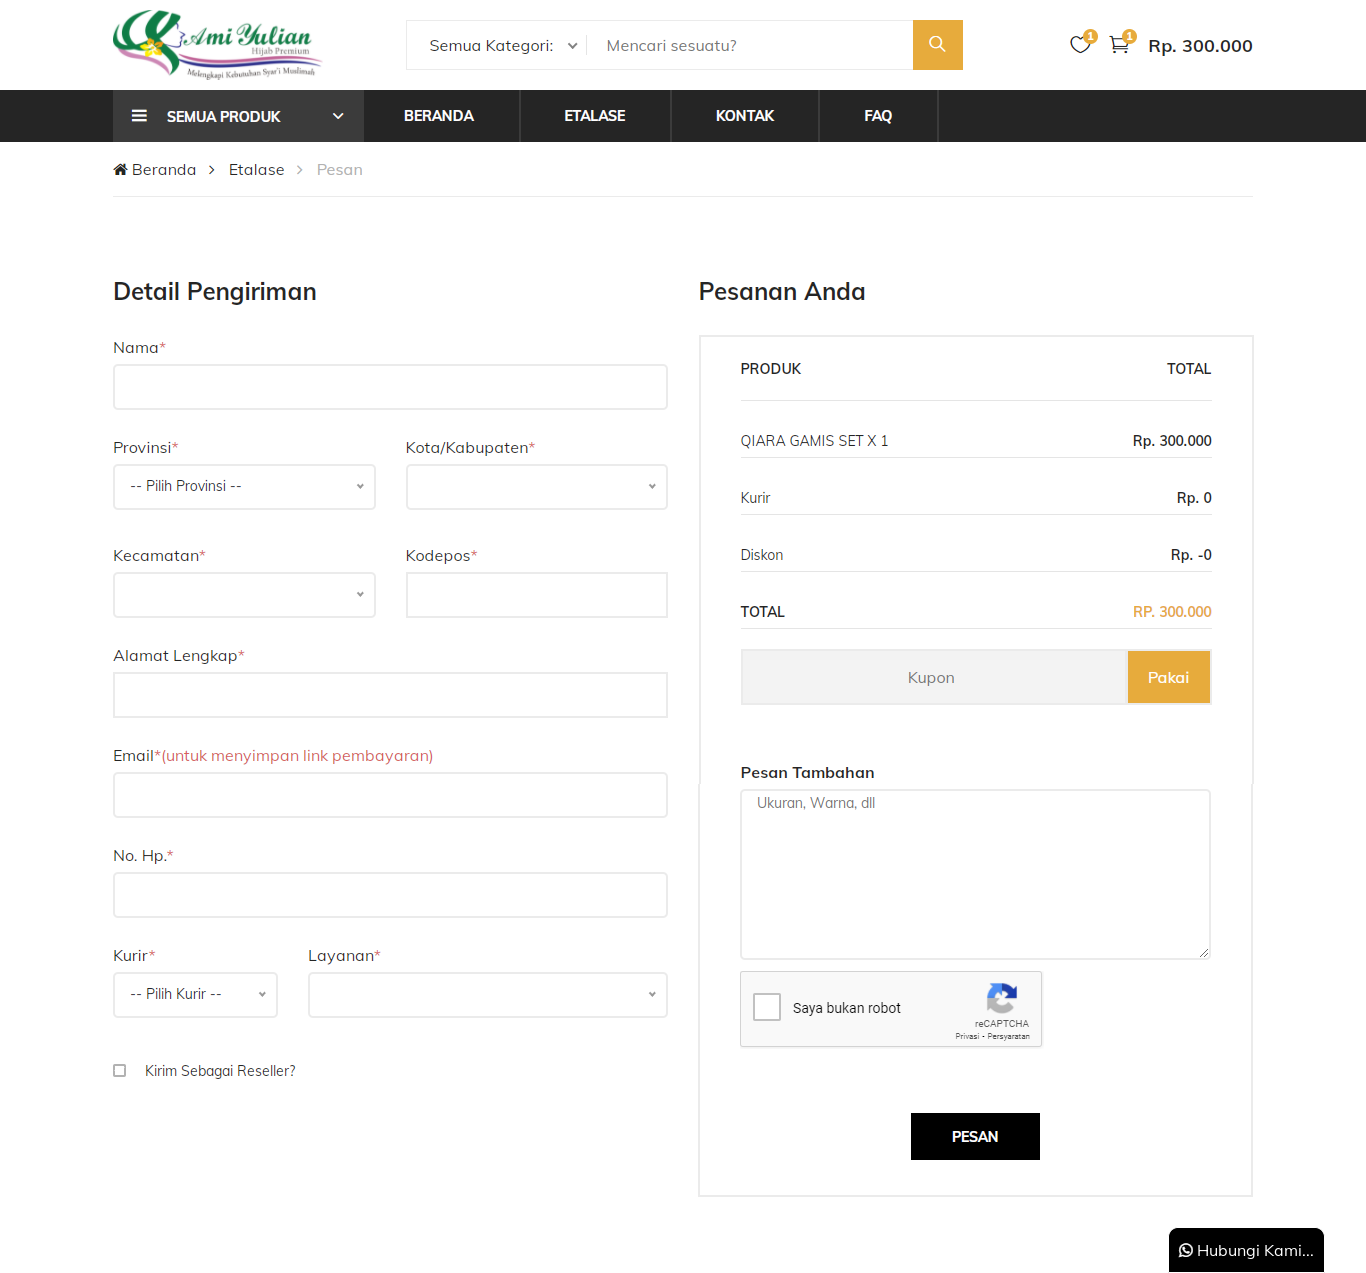 Ami Yulian
Hijab Premium
Melengkapi Kebutuhan Syar'i Muslimah
Semua Kategori:
Mencari sesuatu?
1
1
Rp. 300.000
SEMUA PRODUK
BERANDA
ETALASE
KONTAK
FAQ
Beranda > Etalase > Pesan
Detail Pengiriman
Nama*
Provinsi*
Kota/Kabupaten*
-- Pilih Provinsi --
Kecamatan*
Kodepos*
Alamat Lengkap*
Email*(untuk menyimpan link pembayaran)
No. Hp.*
Kurir*
Layanan*
-- Pilih Kurir --
Kirim Sebagai Reseller?
Pesanan Anda
PRODUK TOTAL
QIARA GAMIS SET X 1 Rp. 300.000
Kurir Rp. 0
Diskon Rp. -0
TOTAL RP. 300.000
Kupon Pakai
Pesan Tambahan
Ukuran, Warna, dll
Saya bukan robot
reCAPTCHA
Privasi - Persyaratan
PESAN
Hubungi Kami...